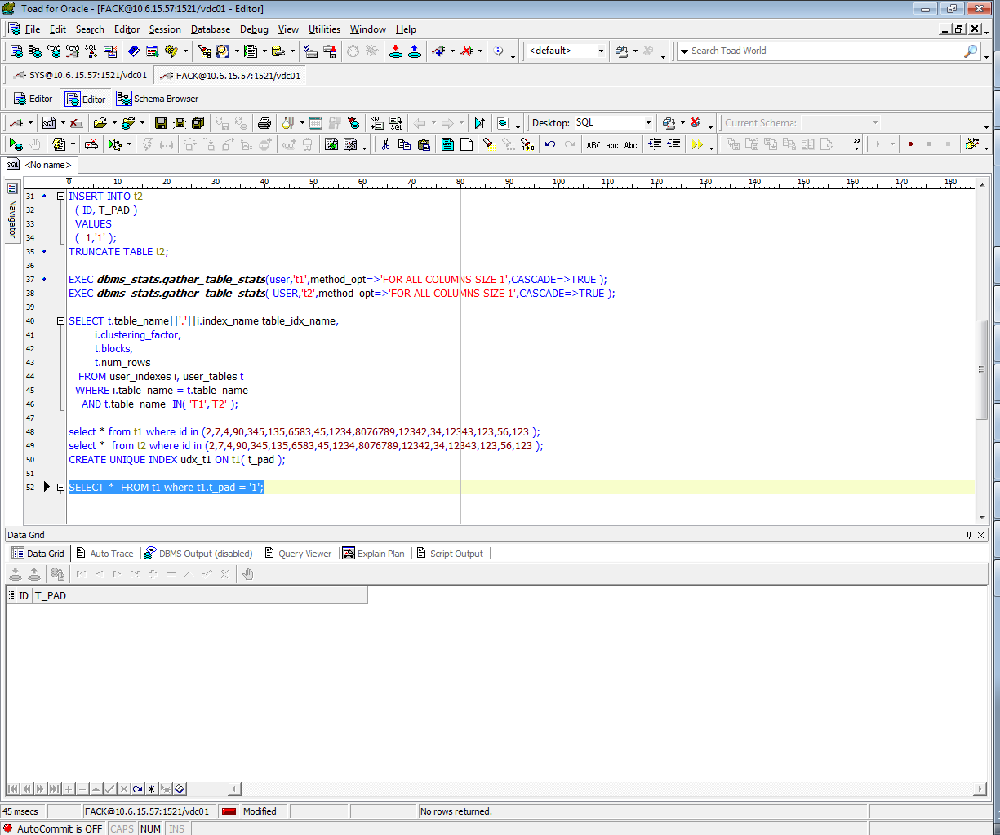 Toad for Oracle - [FACK@10.6.15.57:1521/vdc01 - Editor]
File Edit Search Editor Session Database Debug View Utilities Window Help
<default> Search Toad World
SYS@10.6.15.57:1521/vdc01 FACK@10.6.15.57:1521/vdc01
Editor Editor Schema Browser
Desktop: SQL Current Schema:
ABC abc Abc
<No name>
0 10 20 30 40 50 60 70 80 90 100 110 120 130 140 150 160 170 180
Navigator
31 INSERT INTO t2
32 ( ID, T_PAD )
33 VALUES
34 ( 1,'1' );
35 TRUNCATE TABLE t2;
36
37 EXEC dbms_stats.gather_table_stats(user,'t1',method_opt=>'FOR ALL COLUMNS SIZE 1',CASCADE=>TRUE );
38 EXEC dbms_stats.gather_table_stats( USER,'t2',method_opt=>'FOR ALL COLUMNS SIZE 1',CASCADE=>TRUE );
39
40 SELECT t.table_name||'.'||i.index_name table_idx_name,
41 i.clustering_factor,
42 t.blocks,
43 t.num_rows
44 FROM user_indexes i, user_tables t
45 WHERE i.table_name = t.table_name
46 AND t.table_name IN( 'T1','T2' );
47
48 select * from t1 where id in (2,7,4,90,345,135,6583,45,1234,8076789,12342,34,12343,123,56,123 );
49 select * from t2 where id in (2,7,4,90,345,135,6583,45,1234,8076789,12342,34,12343,123,56,123 );
50 CREATE UNIQUE INDEX udx_t1 ON t1( t_pad );
51
52 SELECT * FROM t1 where t1.t_pad = '1';
Data Grid
Data Grid Auto Trace DBMS Output (disabled) Query Viewer Explain Plan Script Output
ID T_PAD
45 msecs FACK@10.6.15.57:1521/vdc01 Modified No rows returned.
AutoCommit is OFF CAPS NUM INS